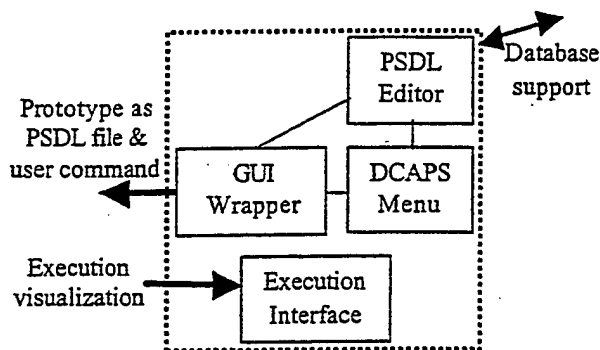 PSDL
Editor
Database
support
Prototype as
PSDL file &
user command
GUI
Wrapper
DCAPS
Menu
Execution
visualization
Execution
Interface